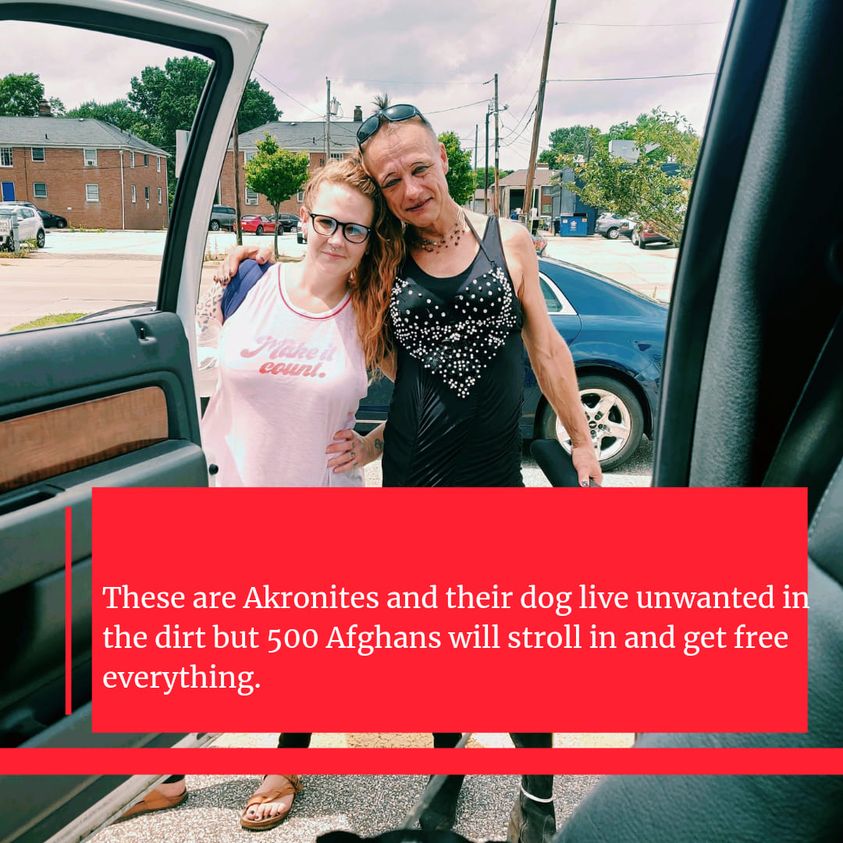 Make it
count.
These are Akronites and their dog live unwanted in
the dirt but 500 Afghans will stroll in and get free
everything.